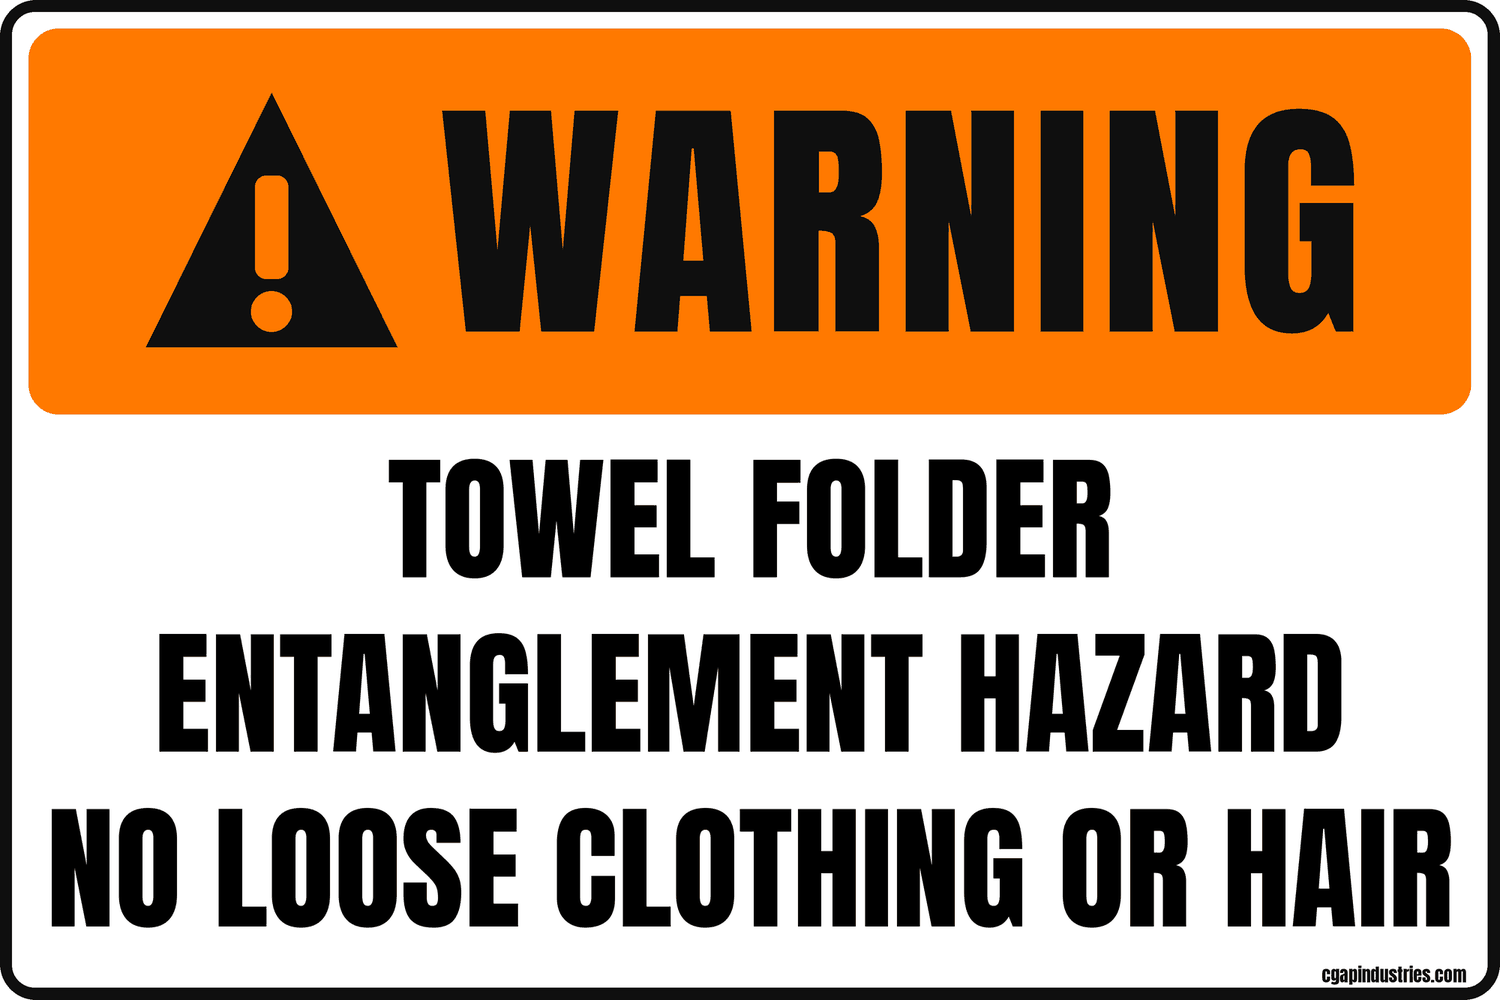 WARNING
TOWEL FOLDER
ENTANGLEMENT HAZARD
NO LOOSE CLOTHING OR HAIR
cgapindustries.com